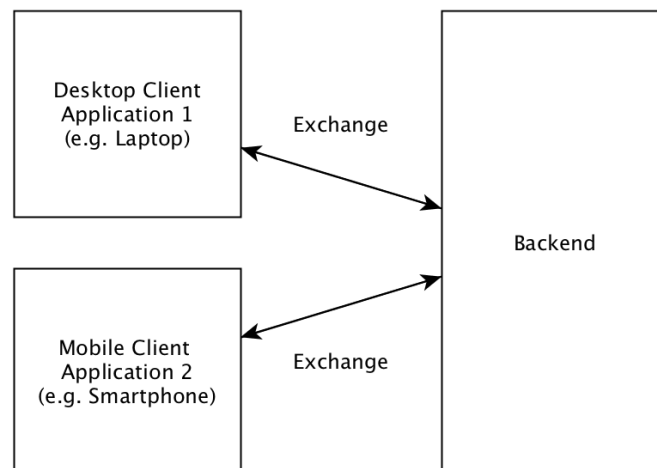 Desktop Client
Application 1
(e.g. Laptop)
Exchange
Backend
Mobile Client
Application 2
(e.g. Smartphone)
Exchange